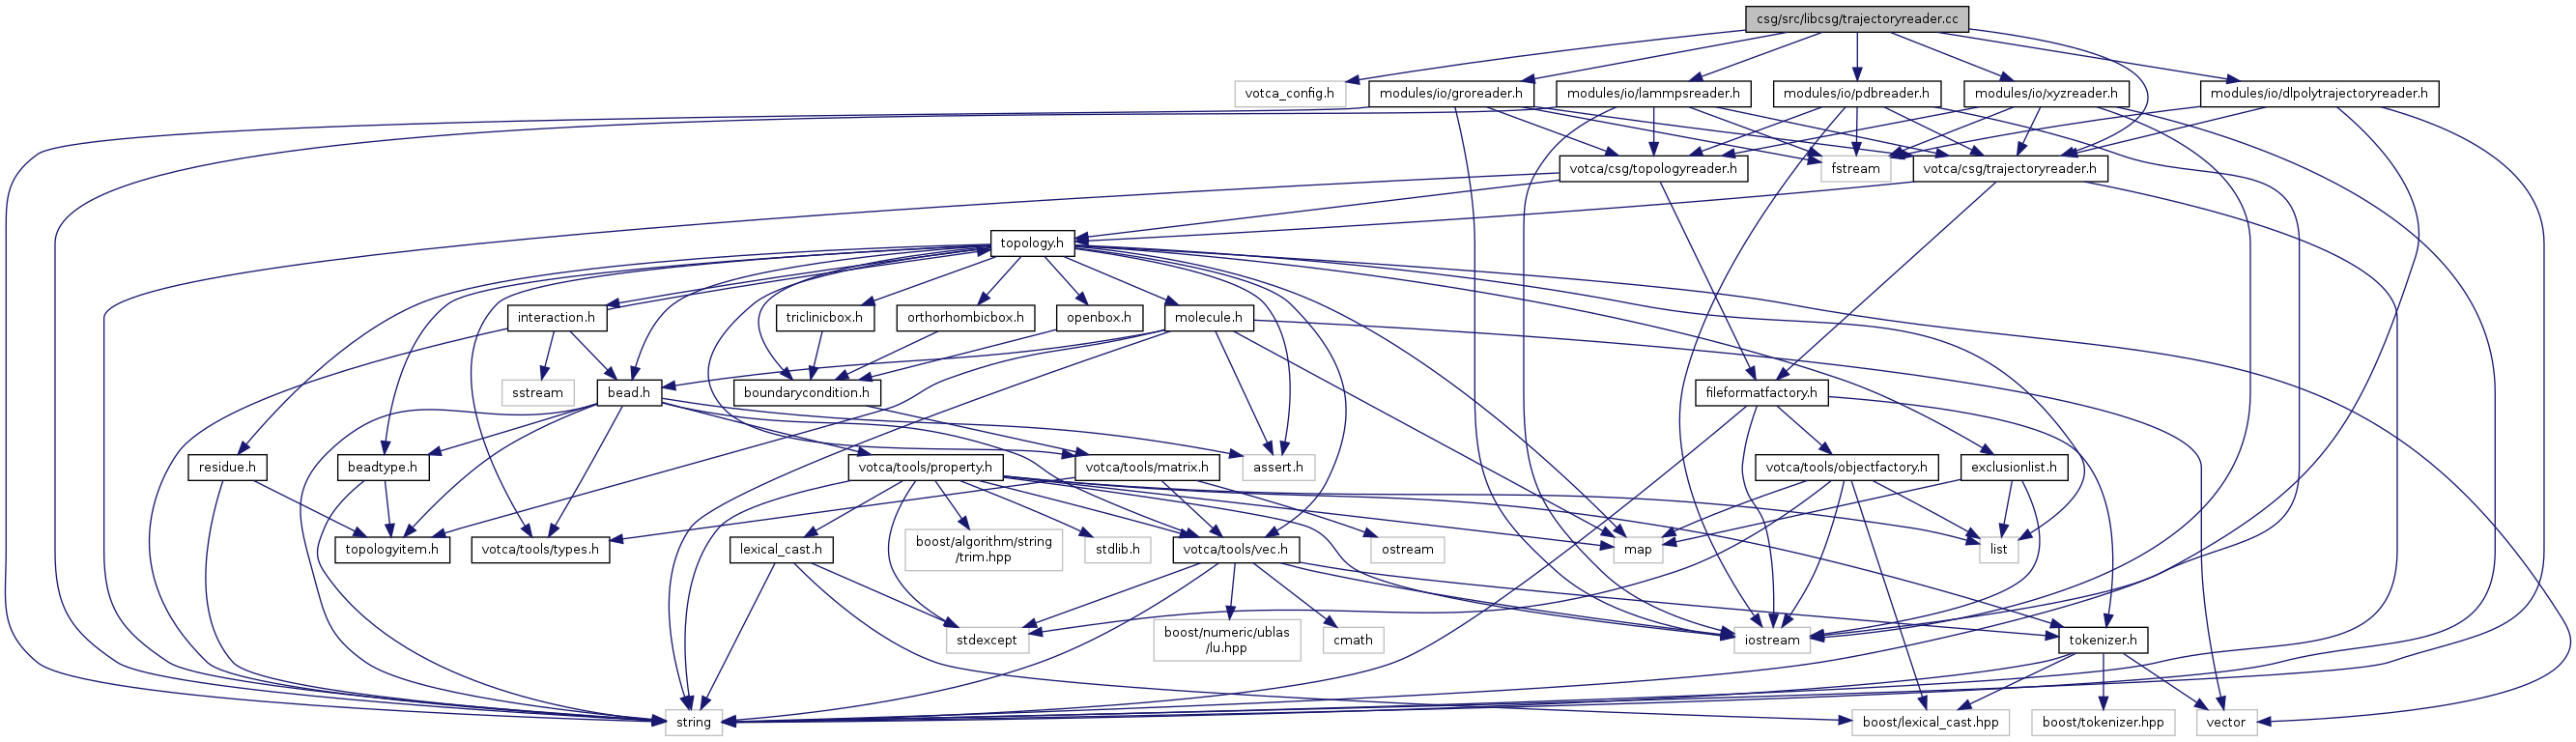 csg/src/libcsg/trajectoryreader.cc
votca_config.h
modules/io/groreader.h
modules/io/lammpsreader.h
modules/io/pdbreader.h
modules/io/xyzreader.h
modules/io/dlpolytrajectoryreader.h
votca/csg/topologyreader.h
fstream
votca/csg/trajectoryreader.h
topology.h
interaction.h
triclinicbox.h
orthorhombicbox.h
openbox.h
molecule.h
sstream
bead.h
boundarycondition.h
fileformatfactory.h
residue.h
beadtype.h
votca/tools/property.h
votca/tools/matrix.h
assert.h
votca/tools/objectfactory.h
exclusionlist.h
topologyitem.h
votca/tools/types.h
lexical_cast.h
boost/algorithm/string
/trim.hpp
stdlib.h
votca/tools/vec.h
ostream
map
list
stdexcept
boost/numeric/ublas
/lu.hpp
cmath
iostream
tokenizer.h
string
boost/lexical_cast.hpp
boost/tokenizer.hpp
vector